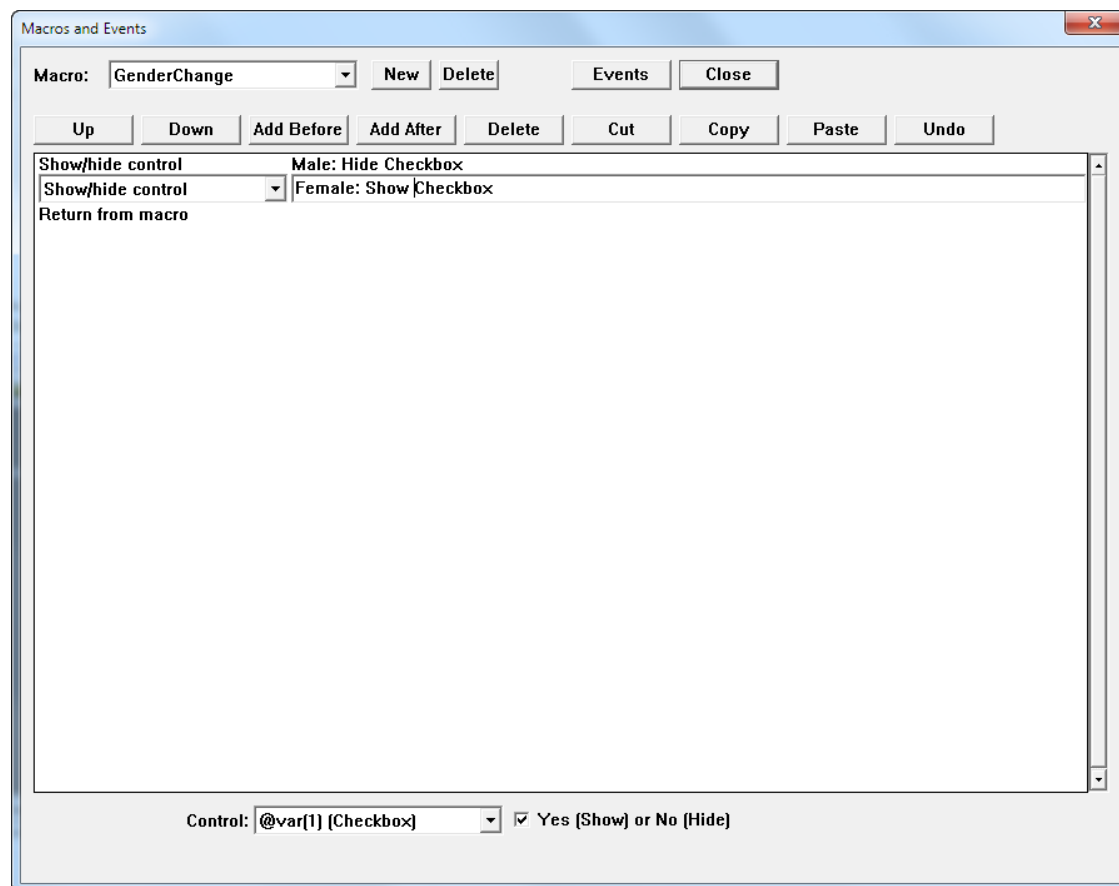 Macros and Events
Macro: GenderChange New Delete Events Close
Up Down Add Before Add After Delete Cut Copy Paste Undo
Show/hide control Male: Hide Checkbox
Show/hide control Female: Show Checkbox
Return from macro
Control: @var(1) (Checkbox) Yes (Show) or No (Hide)